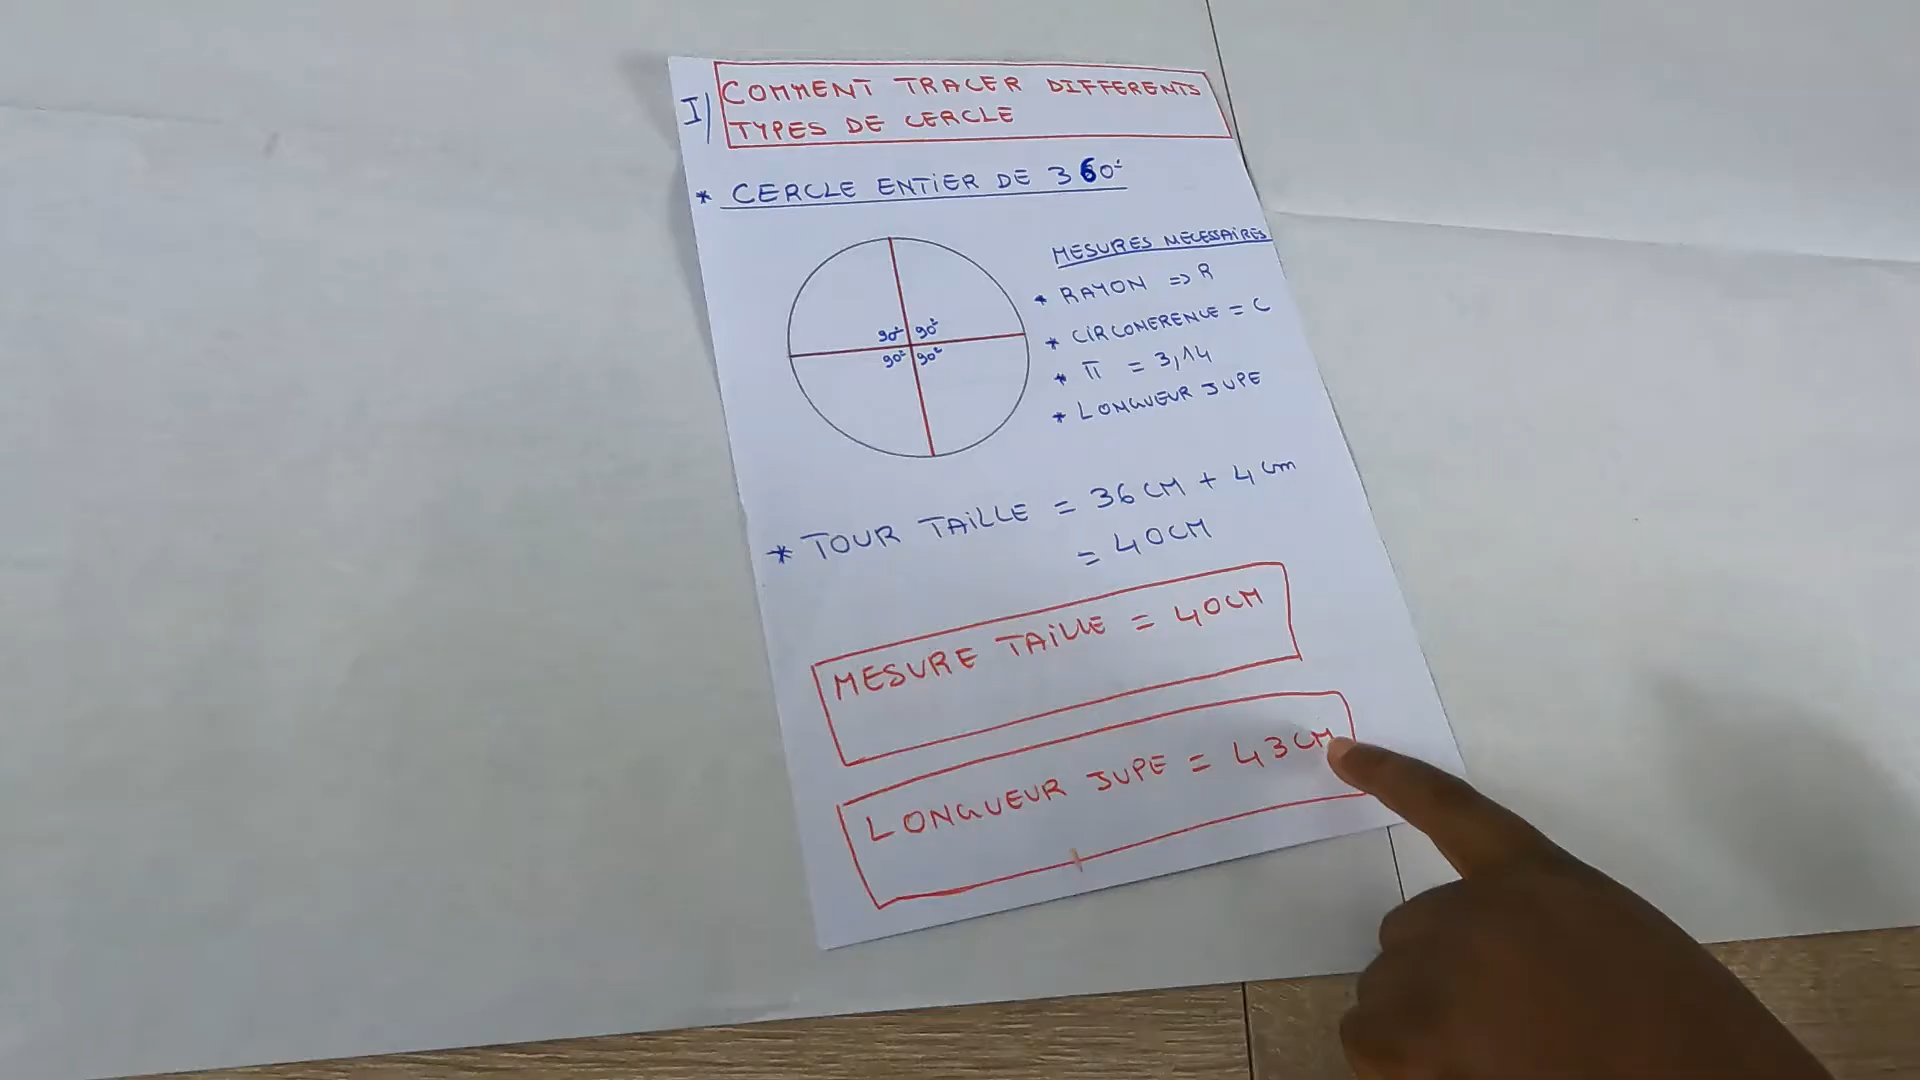 I) COMMENT TRACER DIFFERENTS
TYPES DE CERCLE
* CERCLE ENTIER DE 360°
MESURES NECESSAIRES
* RAYON => R
* CIRCONERENCE = C
* π = 3,14
* LONGUEUR JUPE
90° 90°
90° 90°
* TOUR TAILLE = 36 CM + 4 cm
= 40CM
MESURE TAILLE = 40CM
LONGUEUR JUPE = 43CM